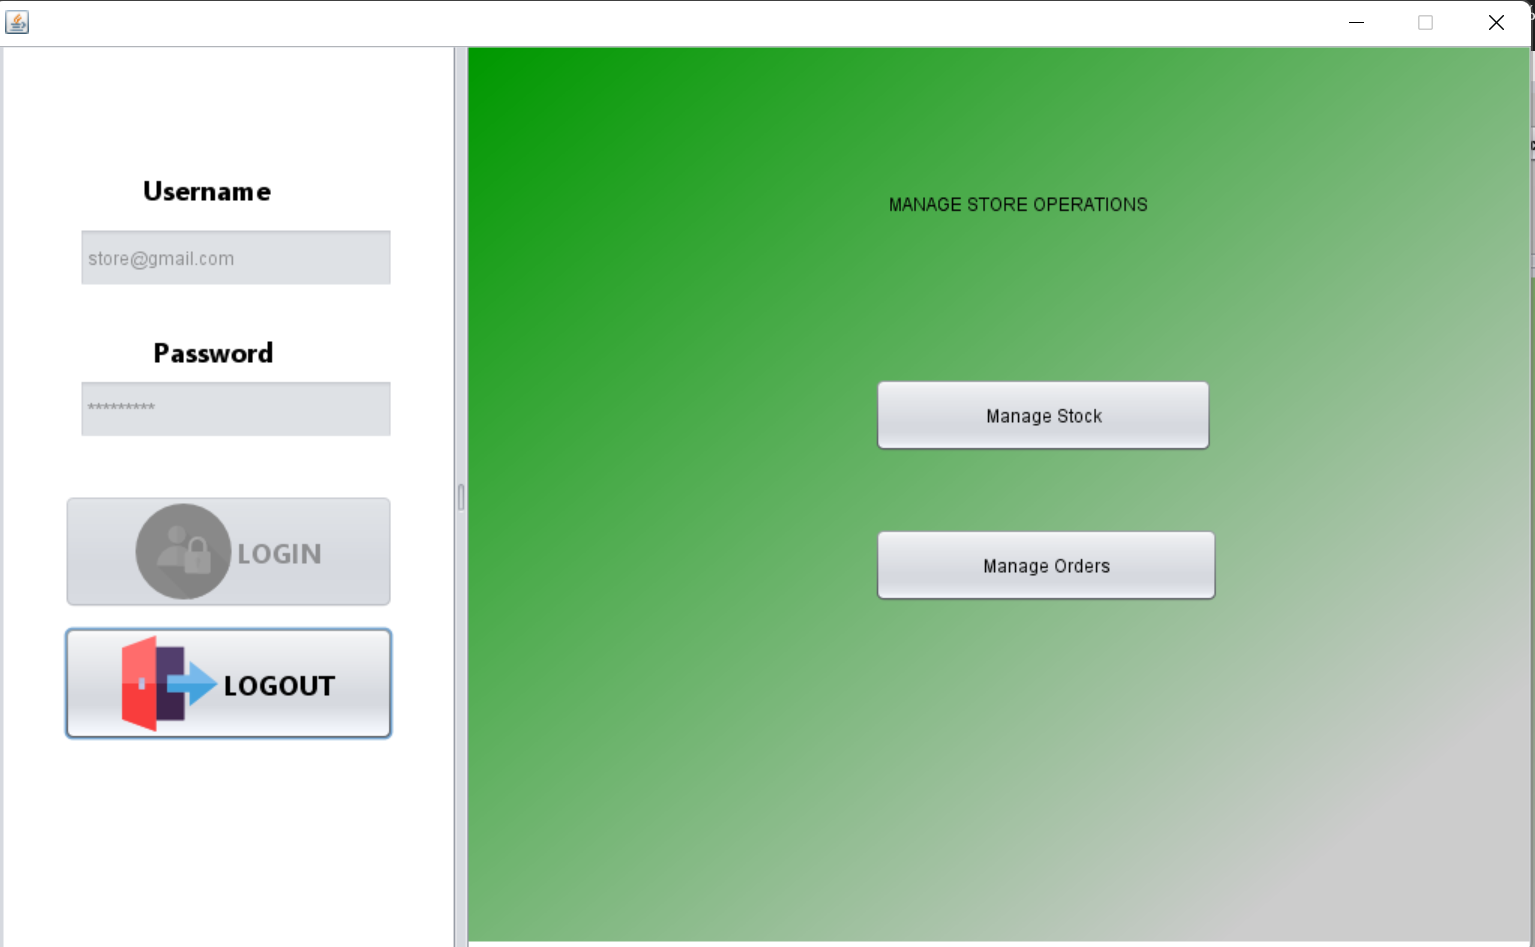 Username
store@gmail.com
Password
*********
LOGIN
LOGOUT
MANAGE STORE OPERATIONS
Manage Stock
Manage Orders